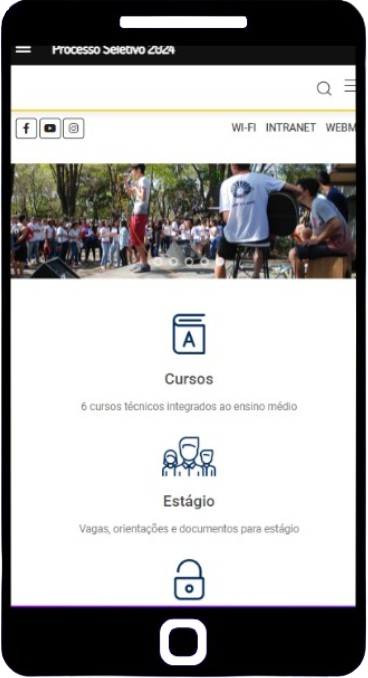 Processo Seletivo 2024
WI-FI INTRANET WEBM
A
Cursos
6 cursos técnicos integrados ao ensino médio
Estágio
Vagas, orientações e documentos para estágio